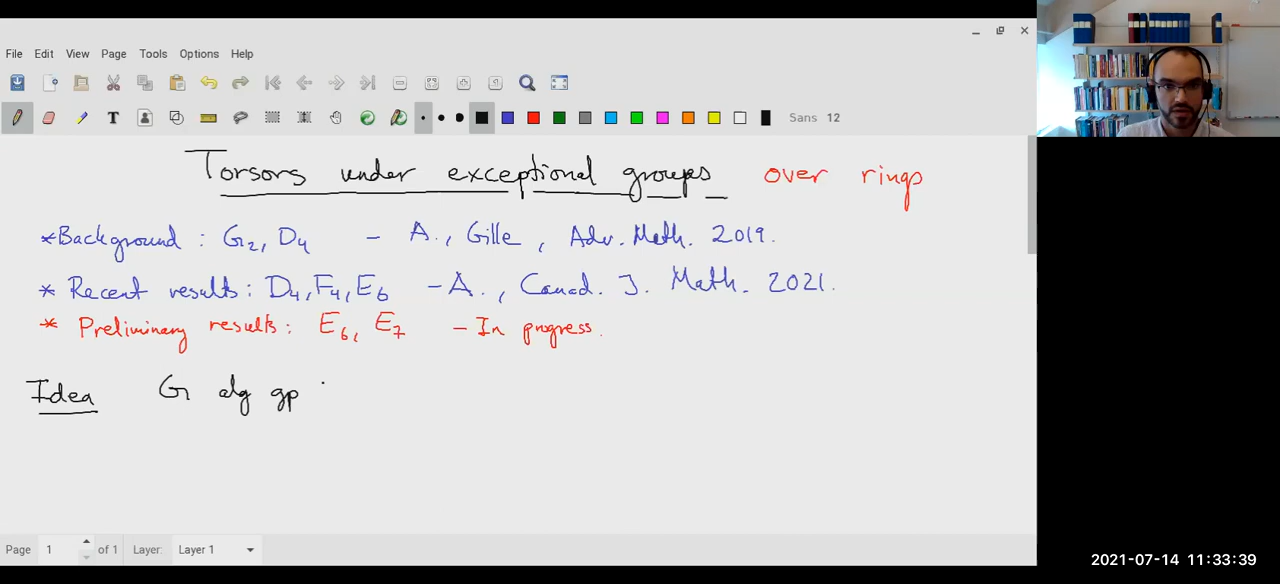 File Edit View Page Tools Options Help
Sans 12
Torsors under exceptional groups over rings
*Background: G2, D4 - A., Gille, Adv. Math. 2019.
* Recent results: D4, F4, E6 - A., Canad. J. Math. 2021.
* Preliminary results: E6, E7 - In progress.
Idea G alg gp
Page 1 of 1 Layer: Layer 1
2021-07-14 11:33:39